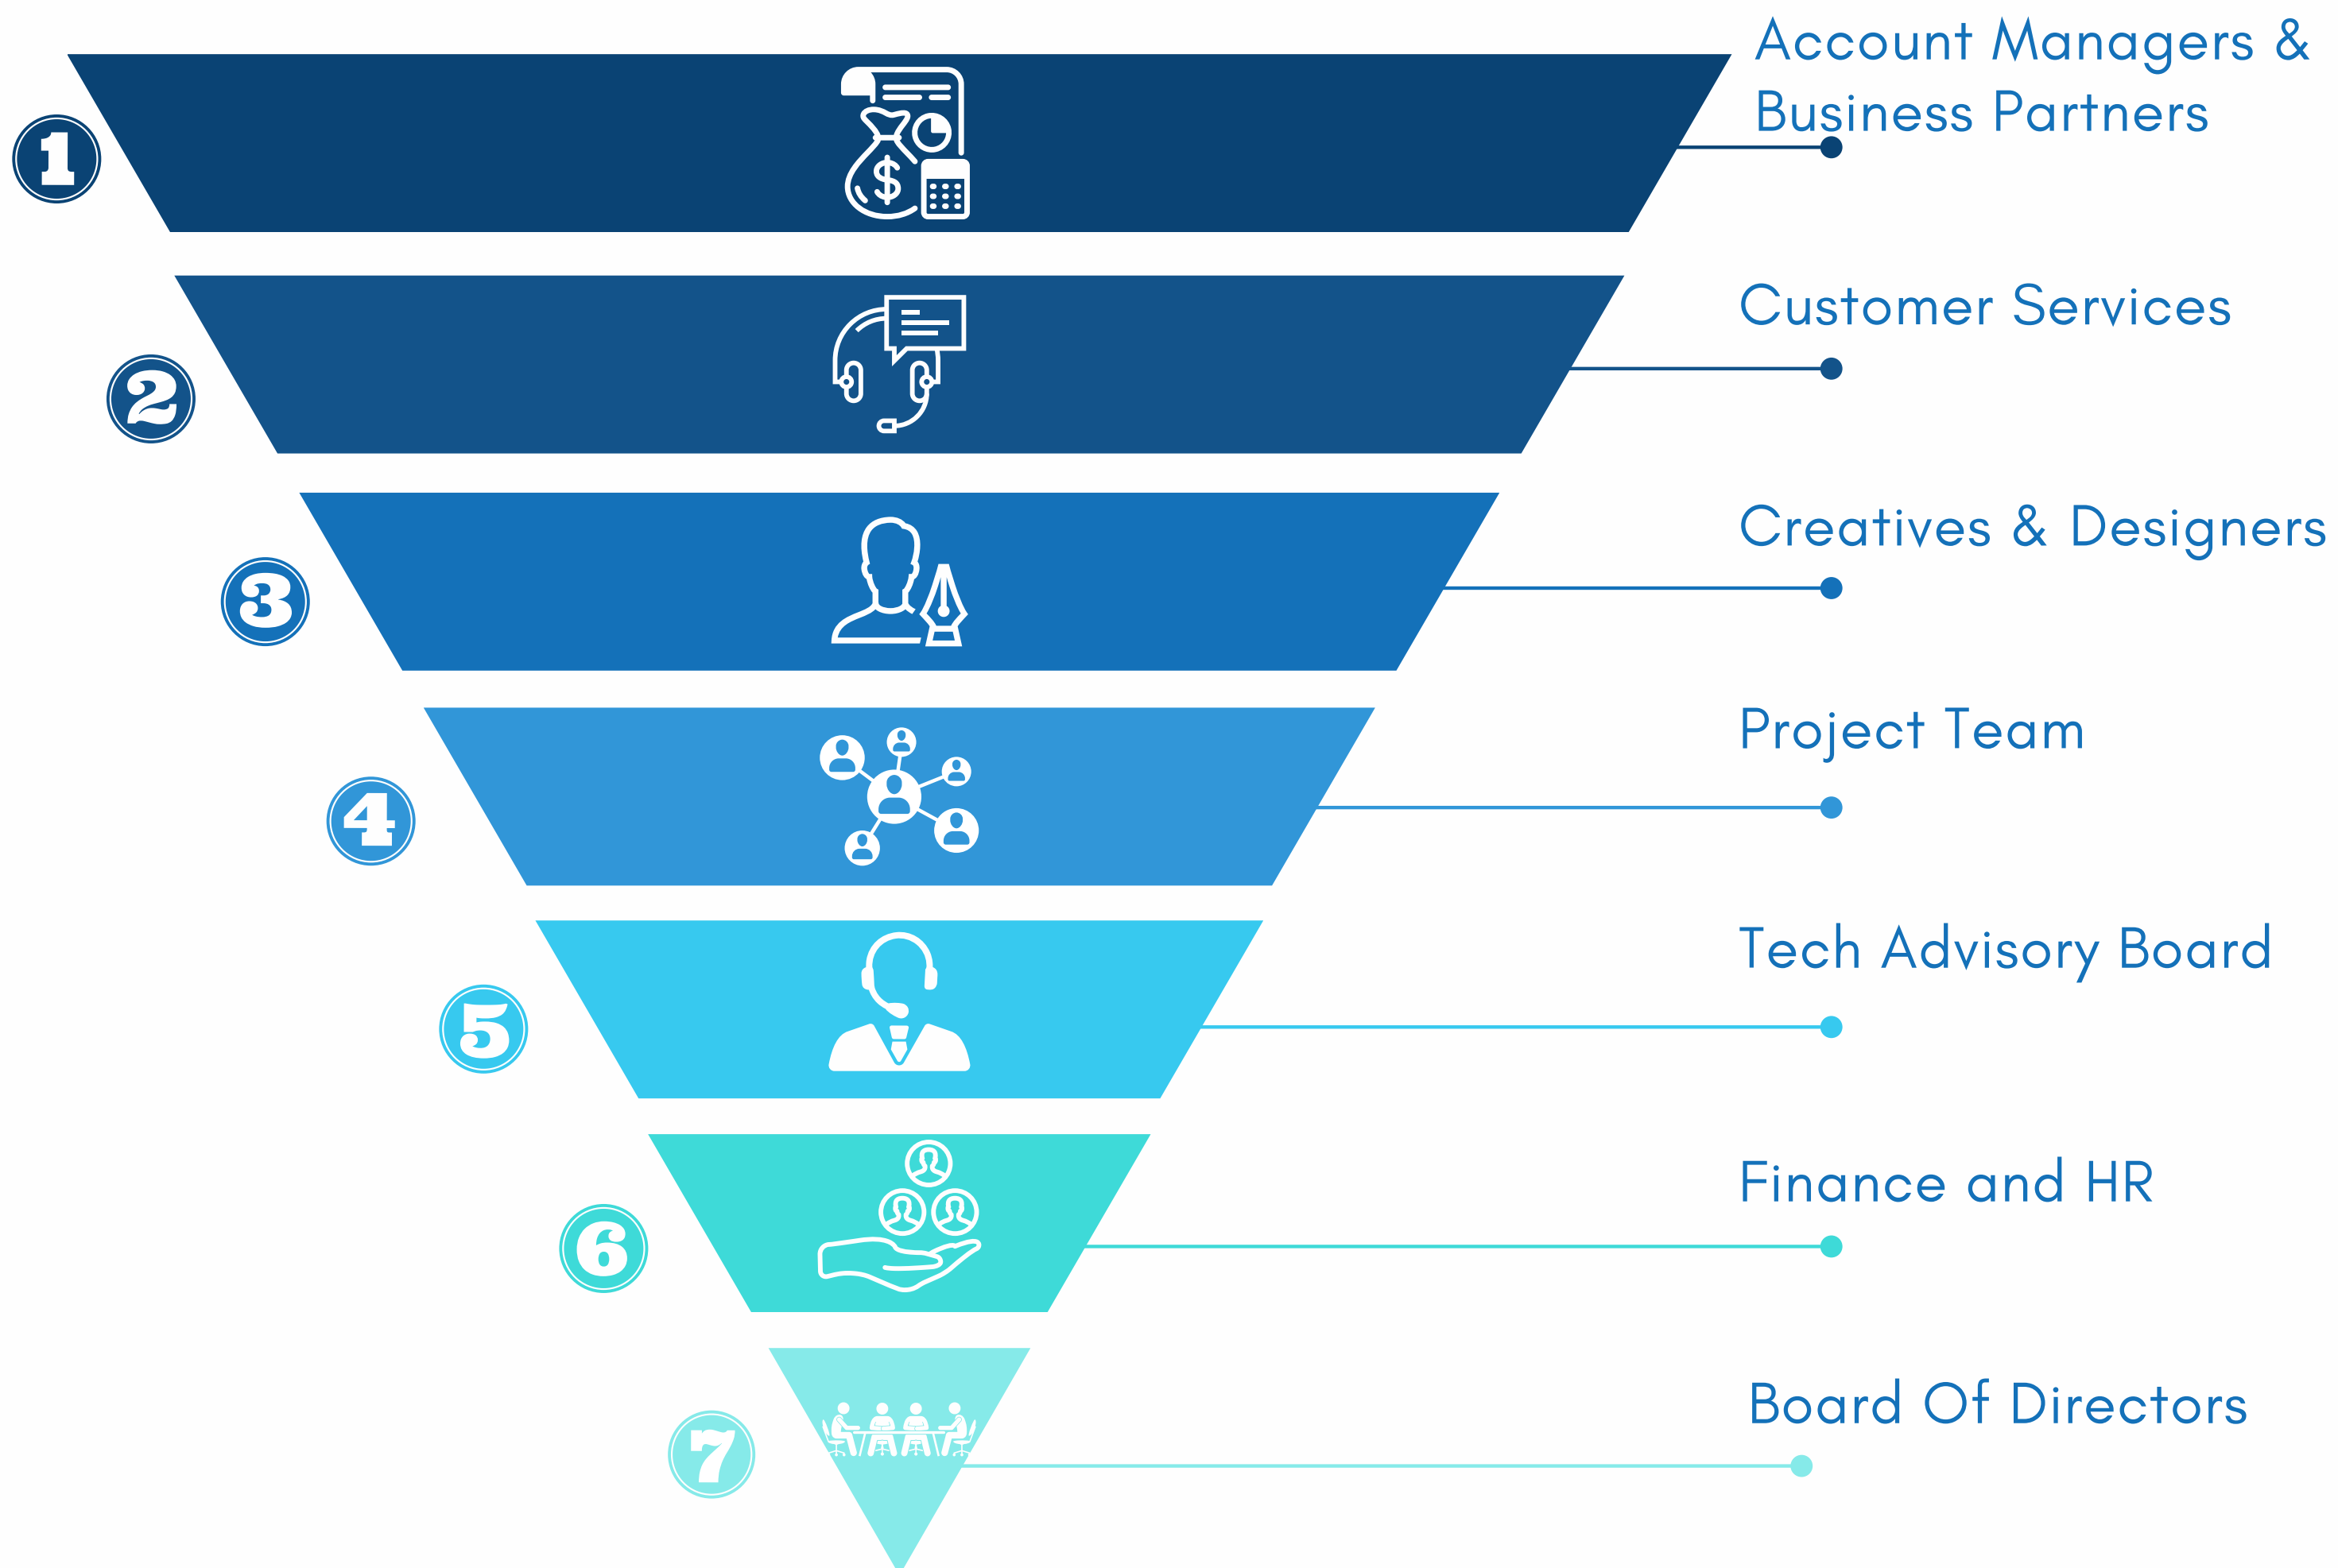 Account Managers &
Business Partners
1
$
Customer Services
2
Creatives & Designers
3
Project Team
4
Tech Advisory Board
5
Finance and HR
6
Board Of Directors
7